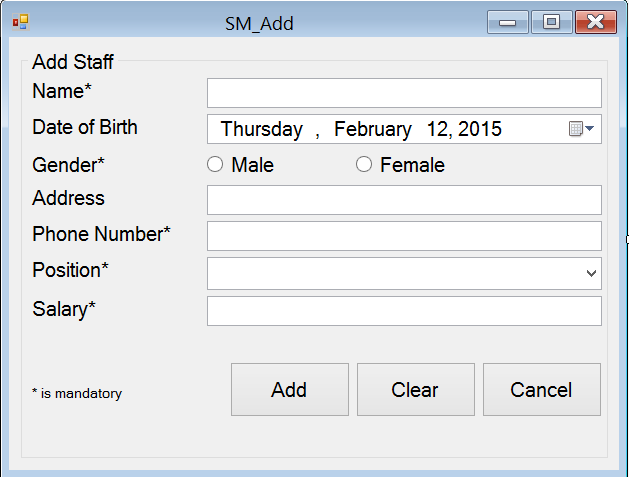 SM_Add
Add Staff
Name*
Date of Birth Thursday , February 12, 2015
Gender* Male Female
Address
Phone Number*
Position*
Salary*
* is mandatory Add Clear Cancel